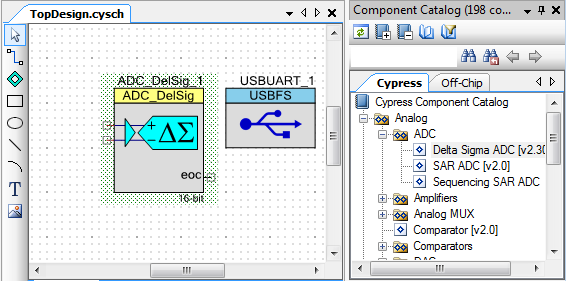 TopDesign.cysch
ADC_DelSig_1
ADC_DelSig
ΔΣ
eoc
16-bit
USBUART_1
USBFS
T
Component Catalog (198 co...
Cypress
Off-Chip
Cypress Component Catalog
Analog
ADC
Delta Sigma ADC [v2.30
SAR ADC [v2.0]
Sequencing SAR ADC
Amplifiers
Analog MUX
Comparator [v2.0]
Comparators